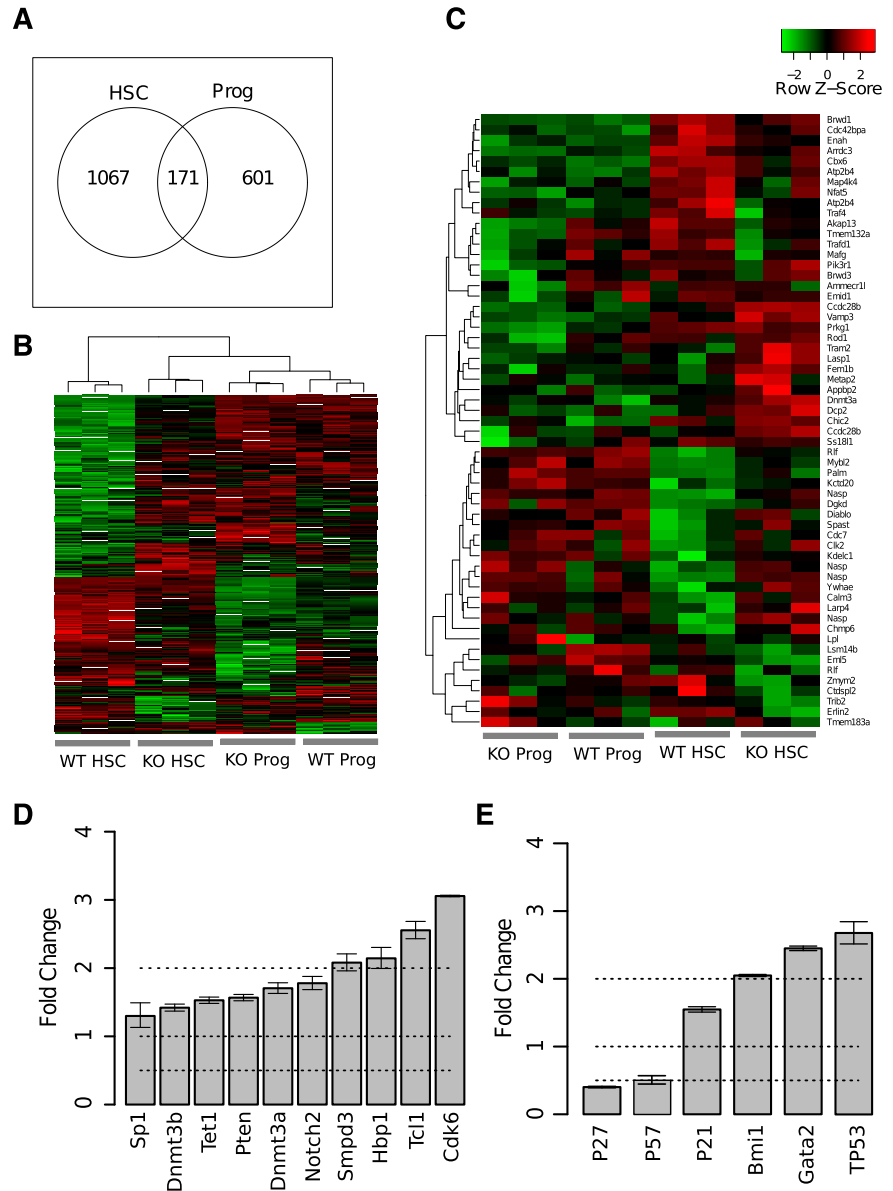 A
HSC
Prog
1067
171
601
B
WT HSC
KO HSC
KO Prog
WT Prog
C
−2
0
2
Row Z−Score
Brwd1
Cdc42bpa
Enah
Arrdc3
Cbx6
Atp2b4
Map4k4
Nfat5
Atp2b4
Traf4
Akap13
Tmem132a
Trafd1
Mafg
Pik3r1
Brwd3
Ammecr1l
Emid1
Ccdc28b
Vamp3
Prkg1
Rod1
Tram2
Lasp1
Fem1b
Metap2
Appbp2
Dnmt3a
Dcp2
Chic2
Ccdc28b
Ss18l1
Rlf
Mybl2
Palm
Kctd20
Nasp
Dgkd
Diablo
Spast
Cdc7
Clk2
Kdelc1
Nasp
Nasp
Ywhae
Calm3
Larp4
Nasp
Chmp6
Lpl
Lsm14b
Eml5
Rlf
Zmym2
Ctdspl2
Trib2
Erlin2
Tmem183a
KO Prog
WT Prog
WT HSC
KO HSC
D
Fold Change
4
3
2
1
0
Sp1
Dnmt3b
Tet1
Pten
Dnmt3a
Notch2
Smpd3
Hbp1
Tcl1
Cdk6
E
Fold Change
4
3
2
1
0
P27
P57
P21
Bmi1
Gata2
TP53